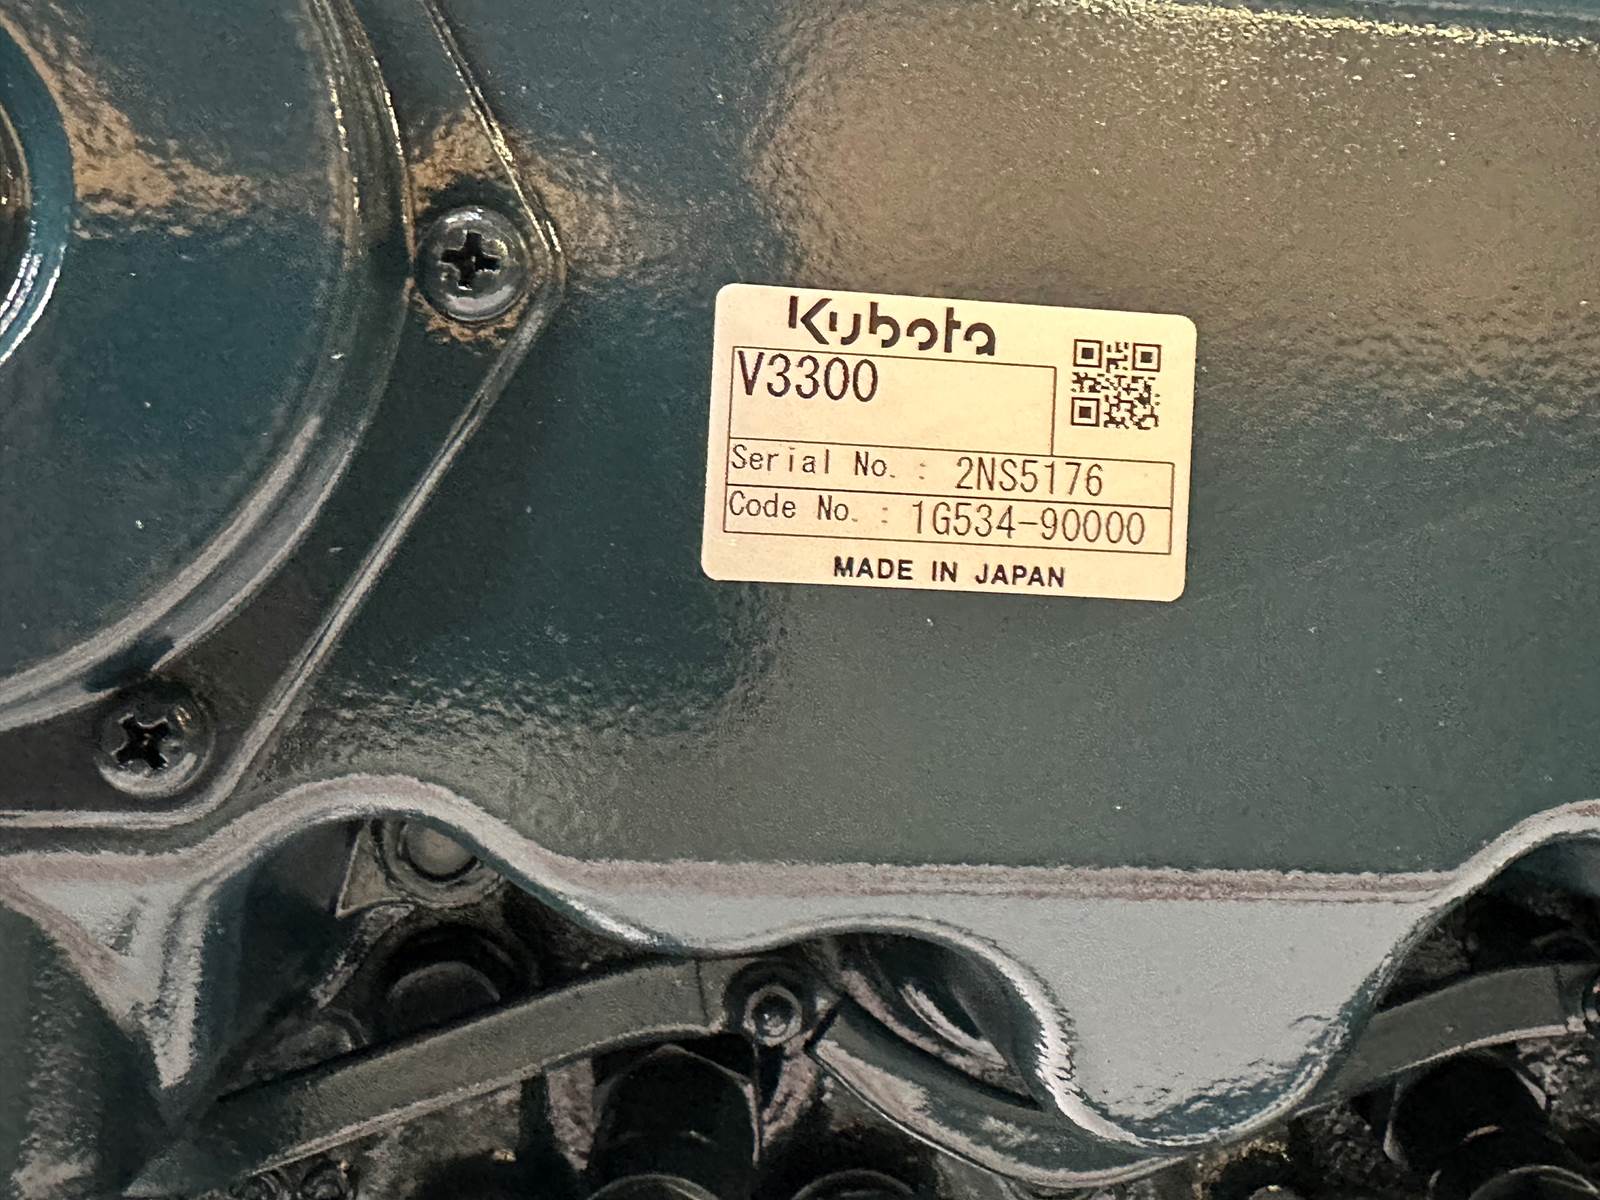 Kubota
V3300
Serial No. : 2NS5176
Code No. : 1G534-90000
MADE IN JAPAN